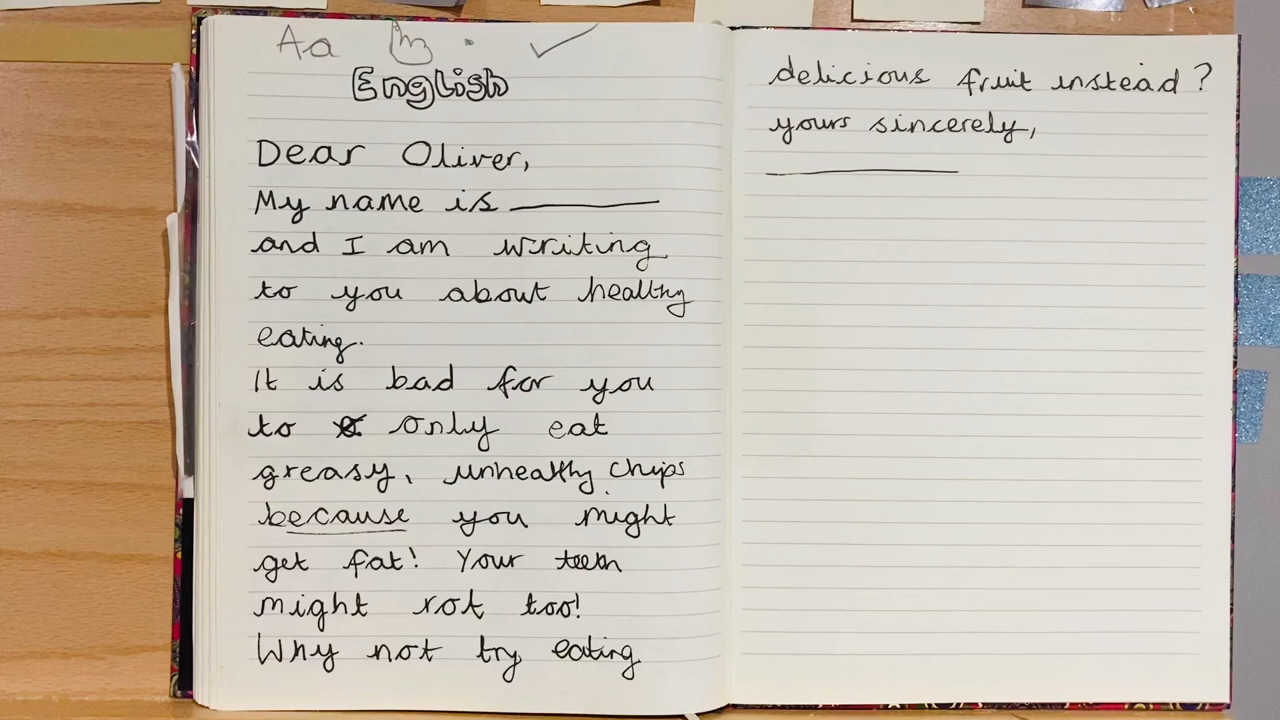 Aa
English
Dear Oliver,
My name is
and I am writing
to you about healthy
eating.
It is bad for you
to only eat
greasy, unhealthy chips
because you might
get fat! Your teeth
might rot too!
Why not try eating
delicious fruit instead?
yours sincerely,